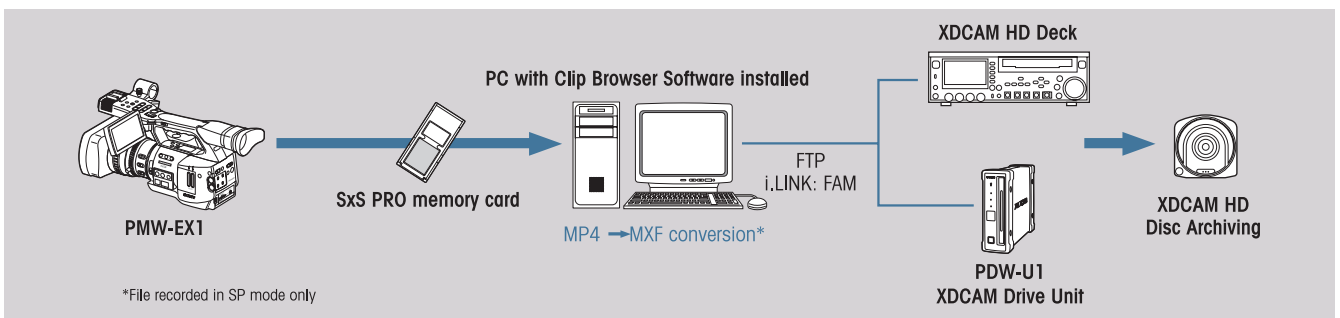 PMW-EX1
SxS PRO memory card
PC with Clip Browser Software installed
MP4 → MXF conversion*
FTP
i.LINK: FAM
XDCAM HD Deck
PDW-U1
XDCAM Drive Unit
XDCAM HD
Disc Archiving
*File recorded in SP mode only